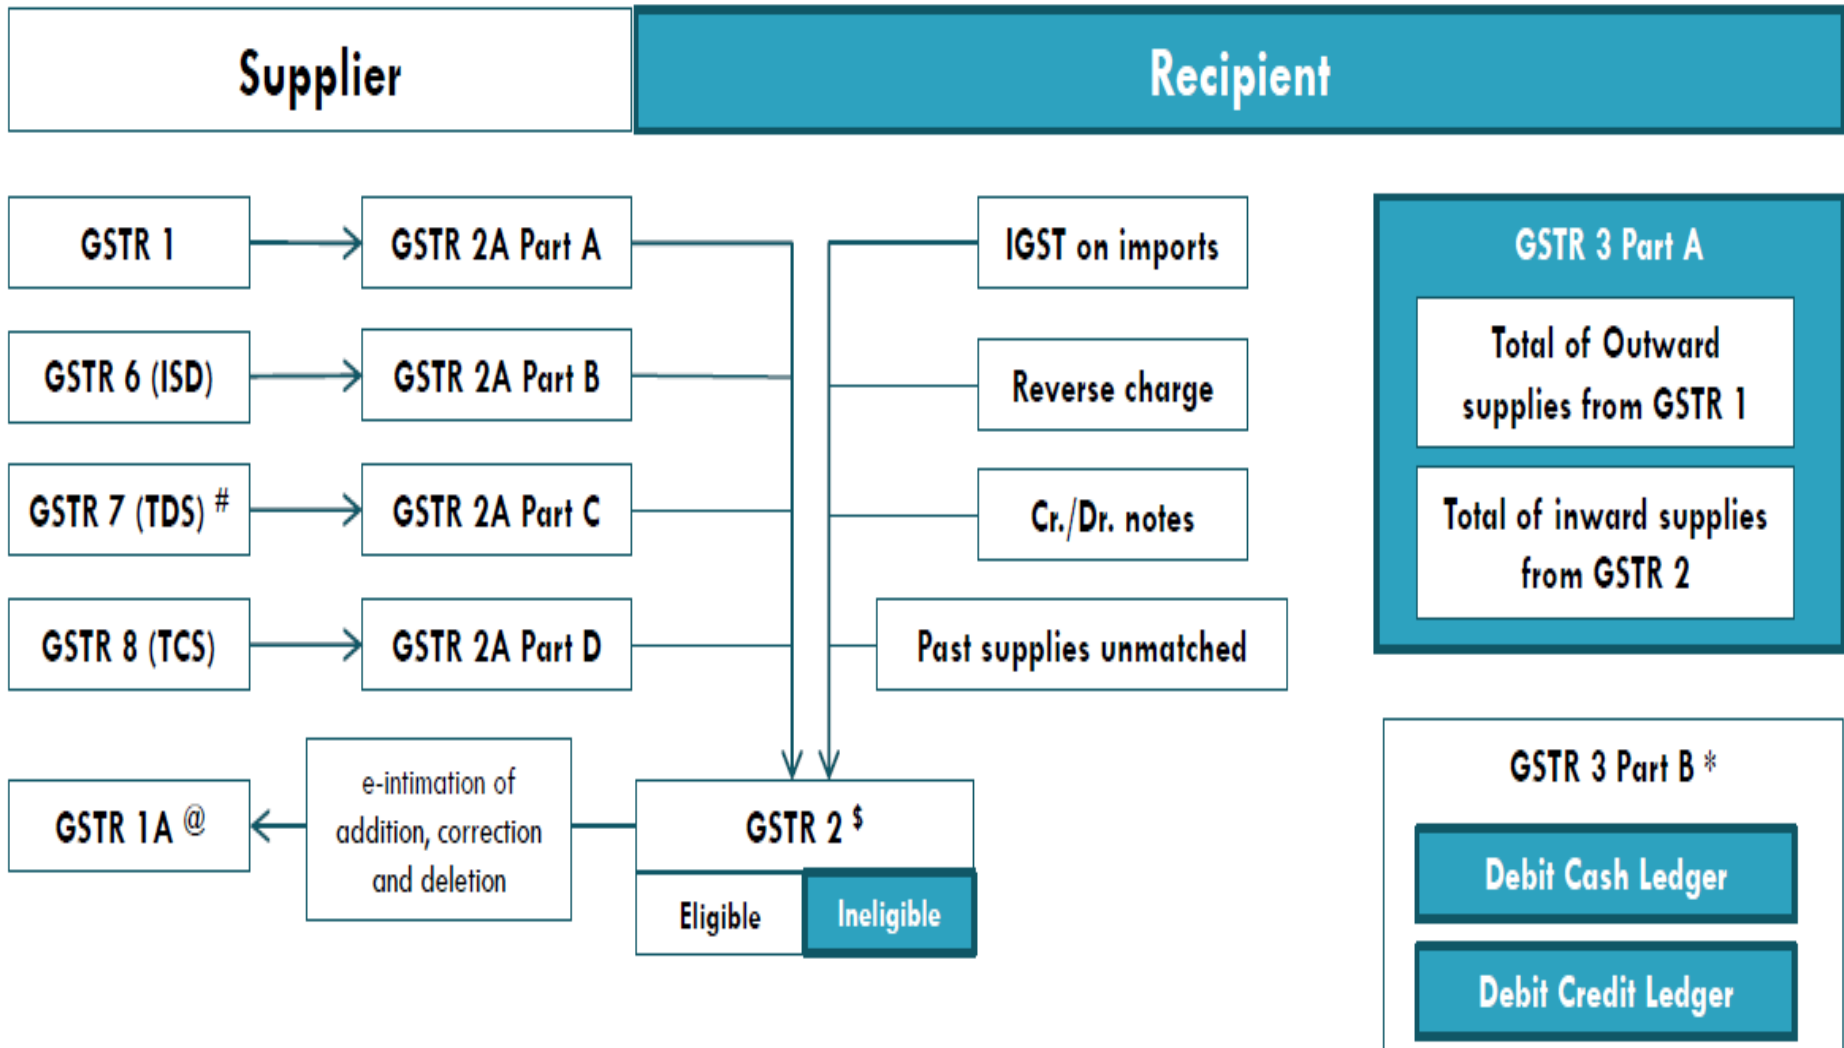 Supplier
Recipient
GSTR 1
GSTR 2A Part A
IGST on imports
GSTR 3 Part A
Total of Outward
supplies from GSTR 1
GSTR 6 (ISD)
GSTR 2A Part B
Reverse charge
GSTR 7 (TDS) #
GSTR 2A Part C
Cr./Dr. notes
Total of inward supplies
from GSTR 2
GSTR 8 (TCS)
GSTR 2A Part D
Past supplies unmatched
GSTR 1A @
e-intimation of
addition, correction
and deletion
GSTR 2 $
Eligible
Ineligible
GSTR 3 Part B *
Debit Cash Ledger
Debit Credit Ledger